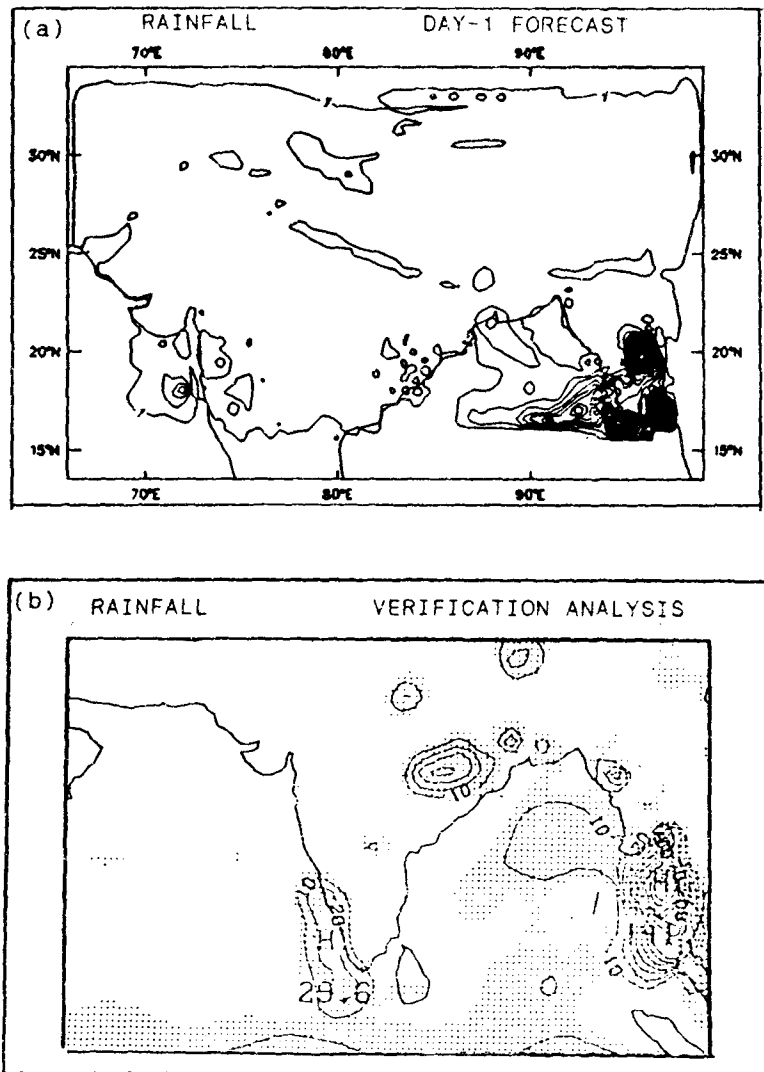 (a) RAINFALL DAY-1 FORECAST
70°E 80°E 90°E
30°N 30°N
25°N 25°N
20°N 20°N
15°N 15°N
70°E 80°E 90°E
(b) RAINFALL VERIFICATION ANALYSIS
10
10
10
20
H
H
H
10